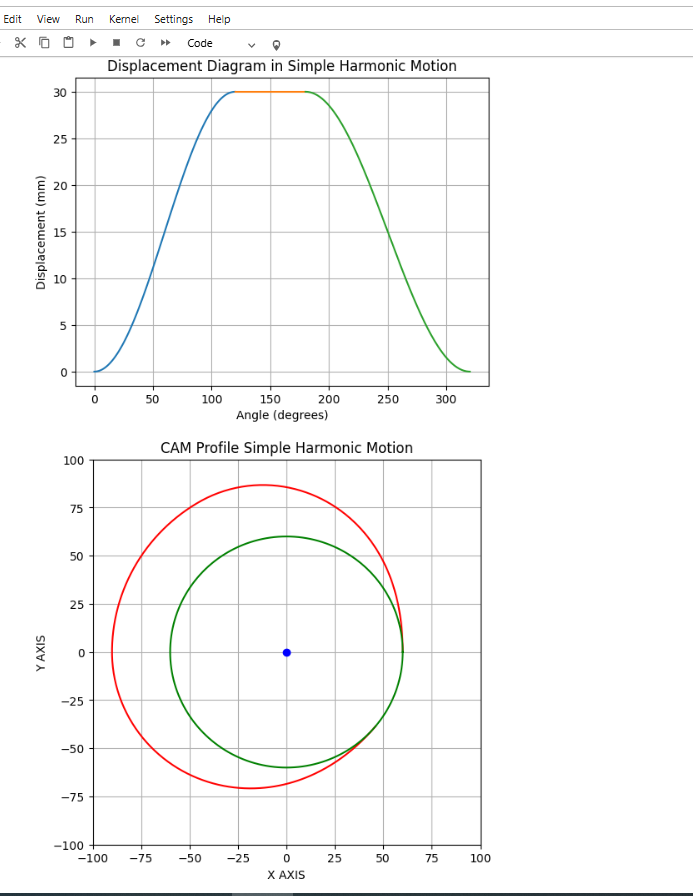 Edit View Run Kernel Settings Help
Code
Displacement Diagram in Simple Harmonic Motion
30
25
20
15
10
5
0
Displacement (mm)
0 50 100 150 200 250 300
Angle (degrees)
CAM Profile Simple Harmonic Motion
100
75
50
25
0
−25
−50
−75
−100
Y AXIS
−100 −75 −50 −25 0 25 50 75 100
X AXIS